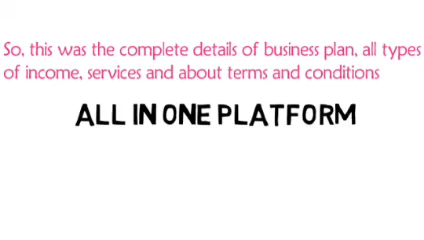 So, this was the complete details of business plan, all types
of income, services and about terms and conditions
ALL IN ONE PLATFORM